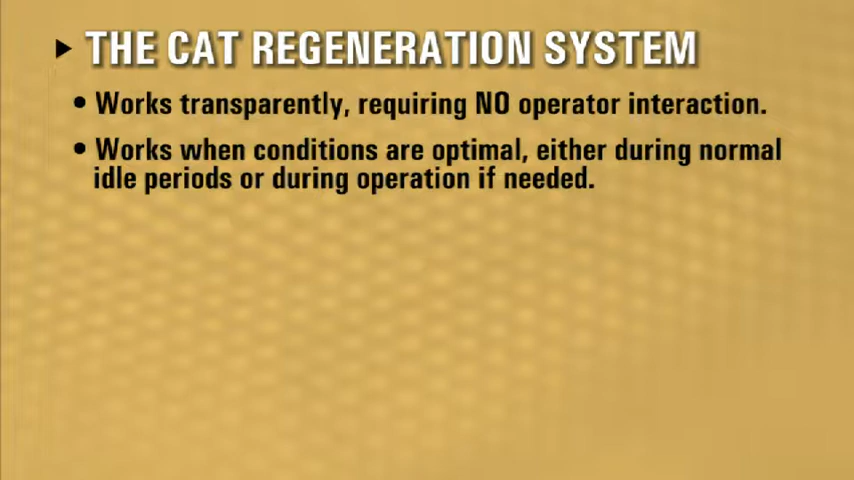 THE CAT REGENERATION SYSTEM
• Works transparently, requiring NO operator interaction.
• Works when conditions are optimal, either during normal
idle periods or during operation if needed.